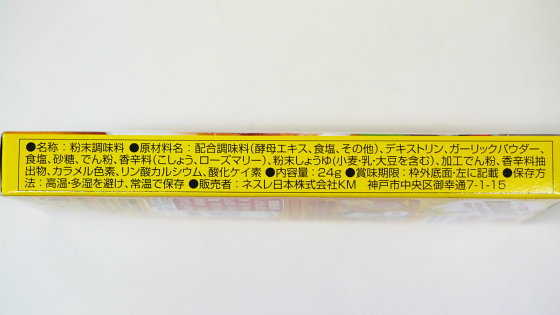 ●名称：粉末調味料 ●原材料名：配合調味料(酵母エキス、食塩、その他)、デキストリン、ガーリックパウダー、
食塩、砂糖、でん粉、香辛料(こしょう、ローズマリー)、粉末しょうゆ(小麦・乳・大豆を含む)、加工でん粉、香辛料抽
出物、カラメル色素、リン酸カルシウム、酸化ケイ素 ●内容量：24g ●賞味期限：枠外底面・左に記載 ●保存方
法：高温・多湿を避け、常温で保存 ●販売者：ネスレ日本株式会社KM 神戸市中央区御幸通7-1-15